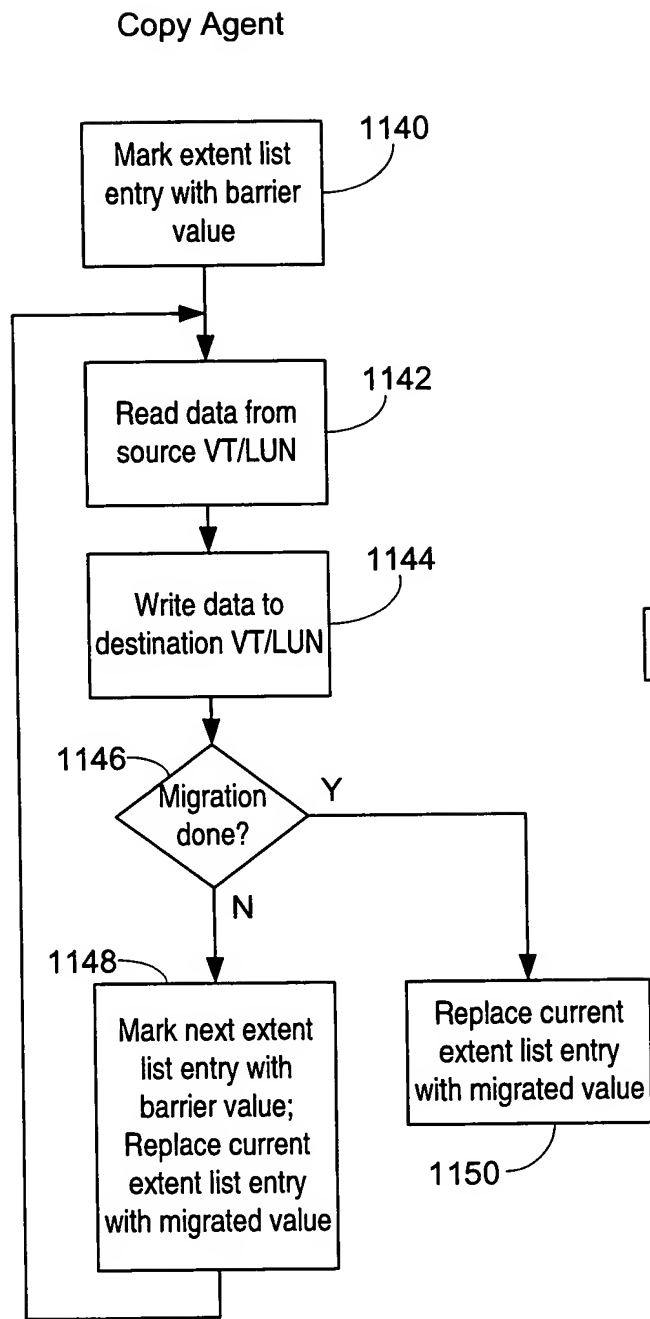 Copy Agent
1140
Mark extent list
entry with barrier
value
1142
Read data from
source VT/LUN
1144
Write data to
destination VT/LUN
1146
Migration
done?
Y
N
1148
Mark next extent
list entry with
barrier value;
Replace current
extent list entry
with migrated value
Replace current
extent list entry
with migrated value
1150